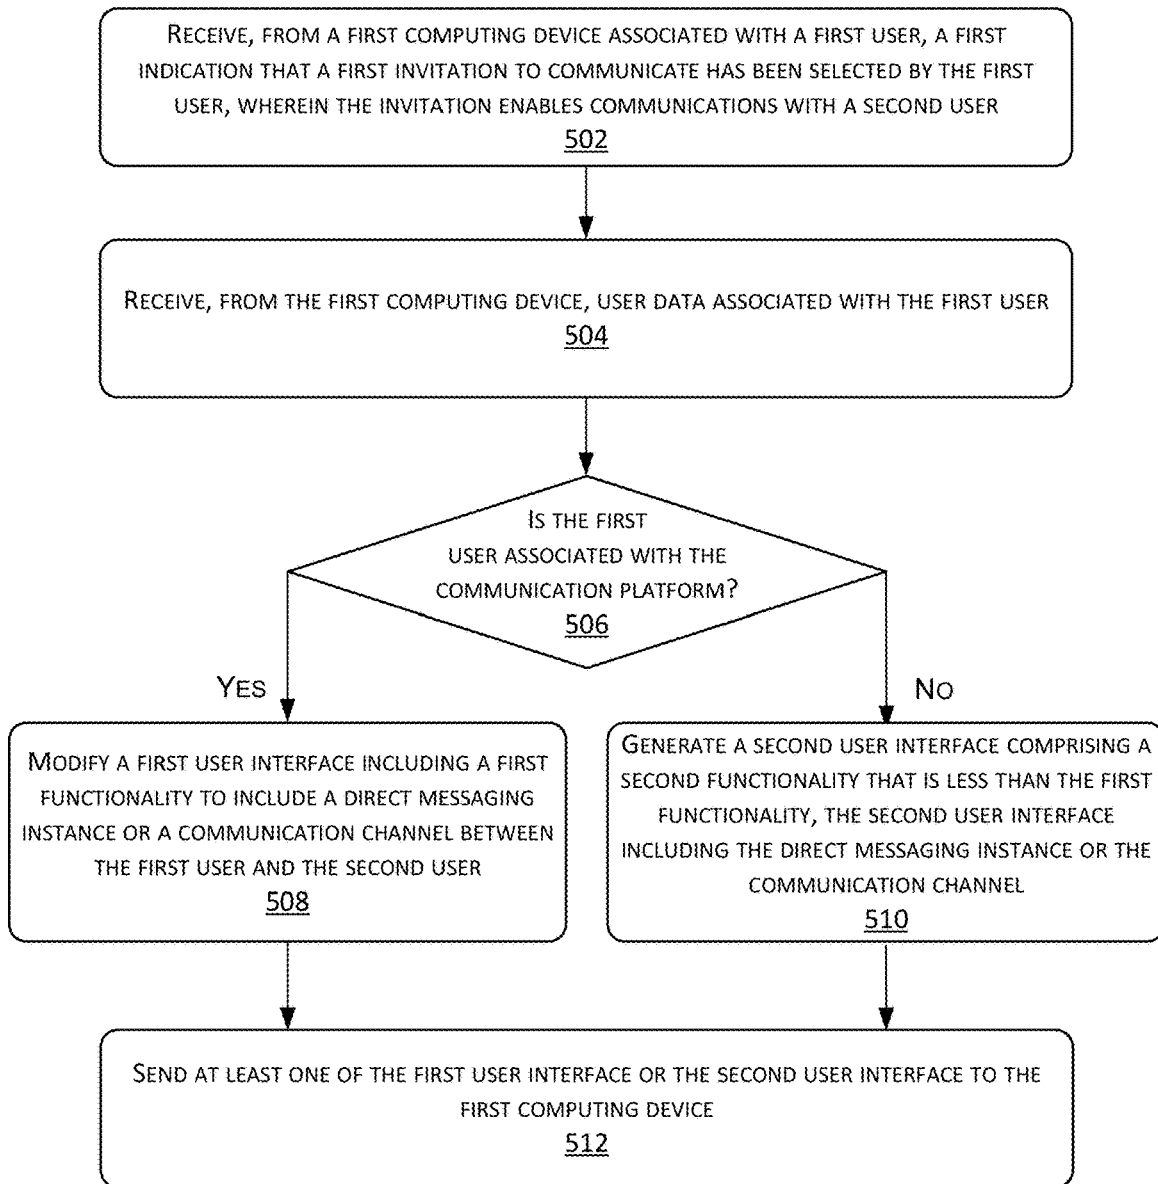 RECEIVE, FROM A FIRST COMPUTING DEVICE ASSOCIATED WITH A FIRST USER, A FIRST
INDICATION THAT A FIRST INVITATION TO COMMUNICATE HAS BEEN SELECTED BY THE FIRST
USER, WHEREIN THE INVITATION ENABLES COMMUNICATIONS WITH A SECOND USER
502
RECEIVE, FROM THE FIRST COMPUTING DEVICE, USER DATA ASSOCIATED WITH THE FIRST USER
504
IS THE FIRST
USER ASSOCIATED WITH THE
COMMUNICATION PLATFORM?
506
YES
NO
MODIFY A FIRST USER INTERFACE INCLUDING A FIRST
FUNCTIONALITY TO INCLUDE A DIRECT MESSAGING
INSTANCE OR A COMMUNICATION CHANNEL BETWEEN
THE FIRST USER AND THE SECOND USER
508
GENERATE A SECOND USER INTERFACE COMPRISING A
SECOND FUNCTIONALITY THAT IS LESS THAN THE FIRST
FUNCTIONALITY, THE SECOND USER INTERFACE
INCLUDING THE DIRECT MESSAGING INSTANCE OR THE
COMMUNICATION CHANNEL
510
SEND AT LEAST ONE OF THE FIRST USER INTERFACE OR THE SECOND USER INTERFACE TO THE
FIRST COMPUTING DEVICE
512